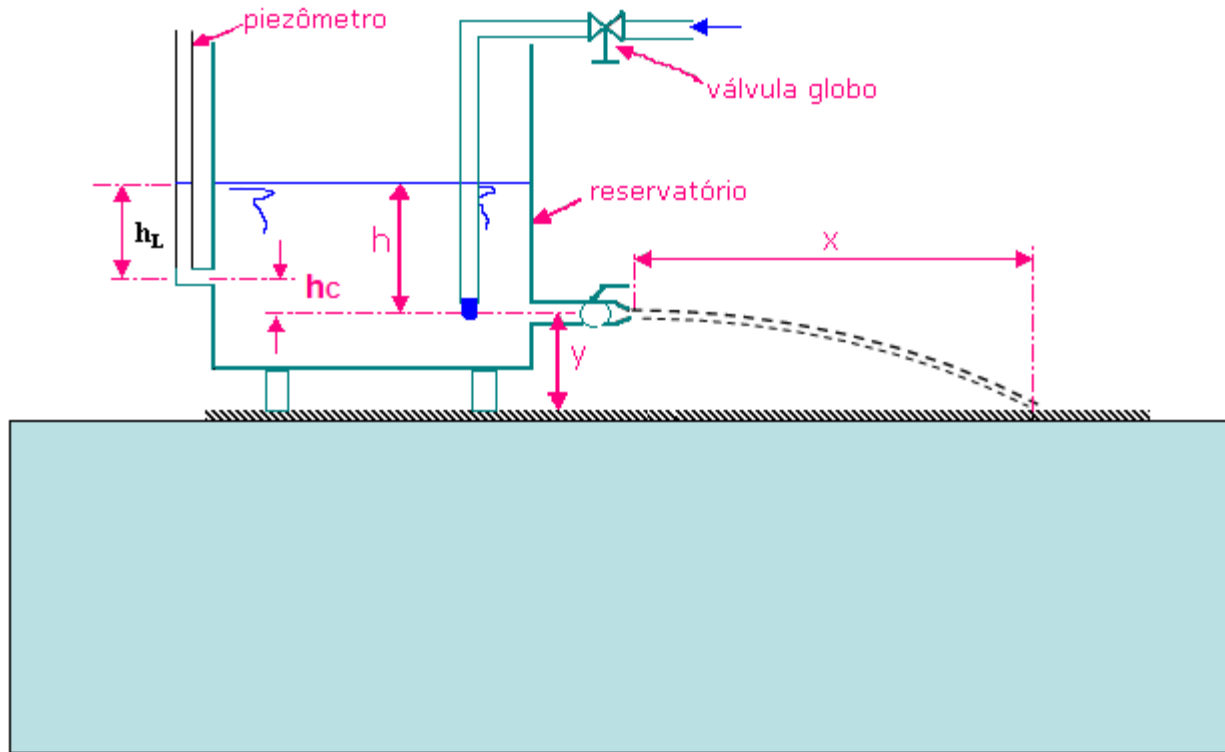 piezômetro
válvula globo
reservatório
hL
h
x
hc
y